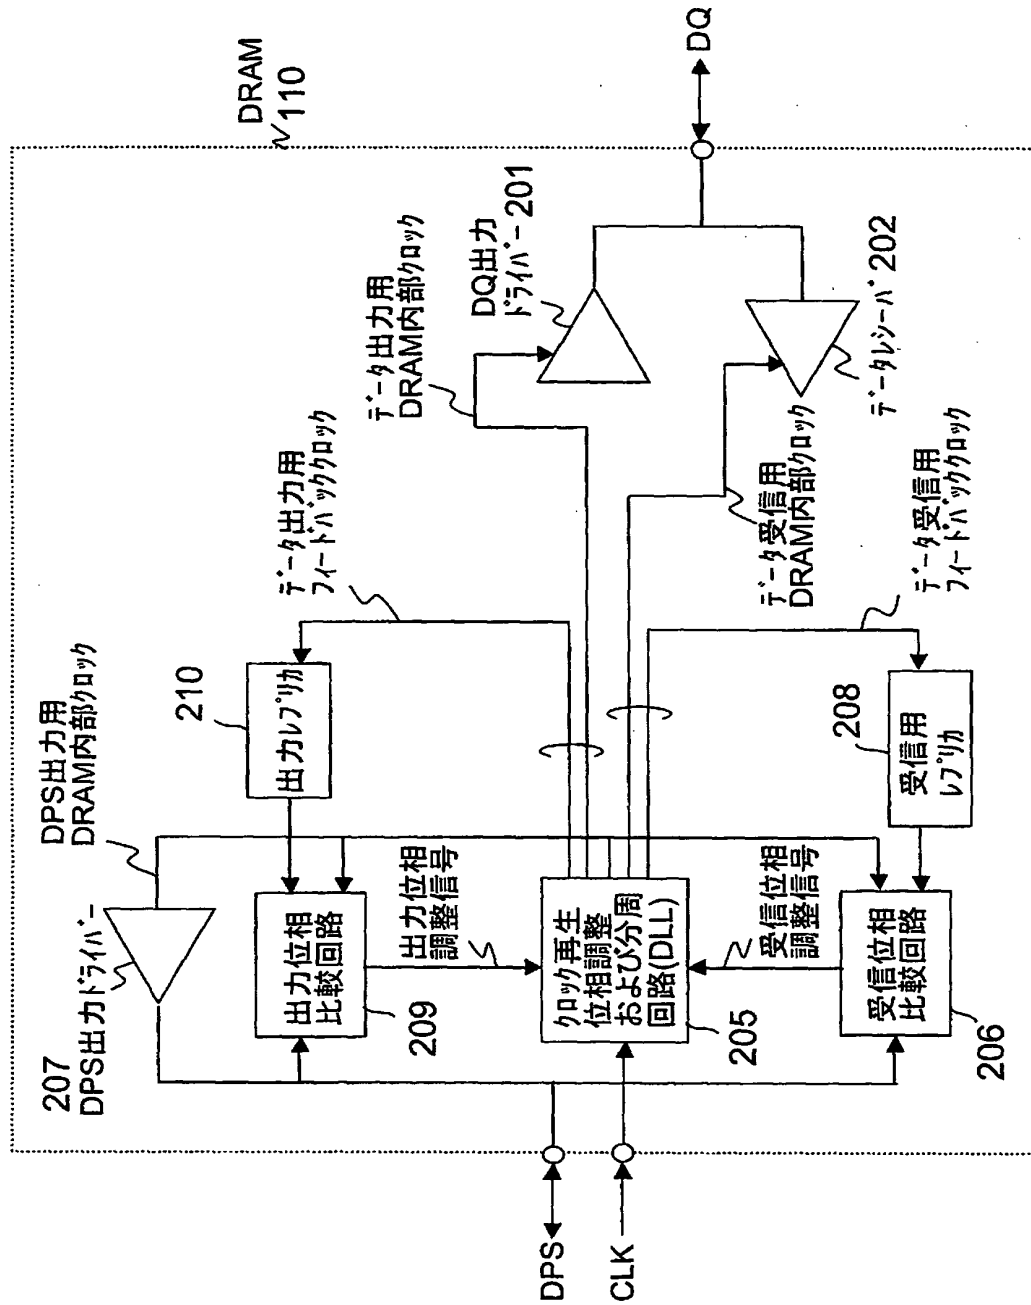 DRAM
110
DPS出力用
DRAM内部クロック
207
DPS出力ドライバー
210
出力レプリカ
データ出力用
フィードバッククロック
データ出力用
DRAM内部クロック
DQ出力
ドライバー201
DQ
出力位相
比較回路
209
出力位相
調整信号
DPS
CLK
クロック再生
位相調整
および分周
回路(DLL)
205
データ受信用
DRAM内部クロック
データレシーバ202
受信位相
調整信号
受信位相
比較回路
206
208
受信用
レプリカ
データ受信用
フィードバッククロック